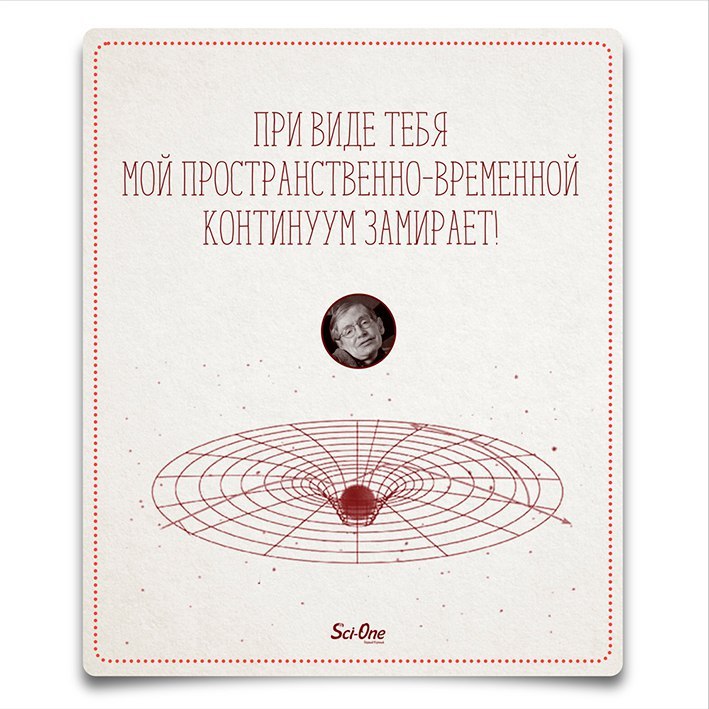 ПРИ ВИДЕ ТЕБЯ
МОЙ ПРОСТРАНСТВЕННО-ВРЕМЕННОЙ
КОНТИНУУМ ЗАМИРАЕТ!
Sci-One